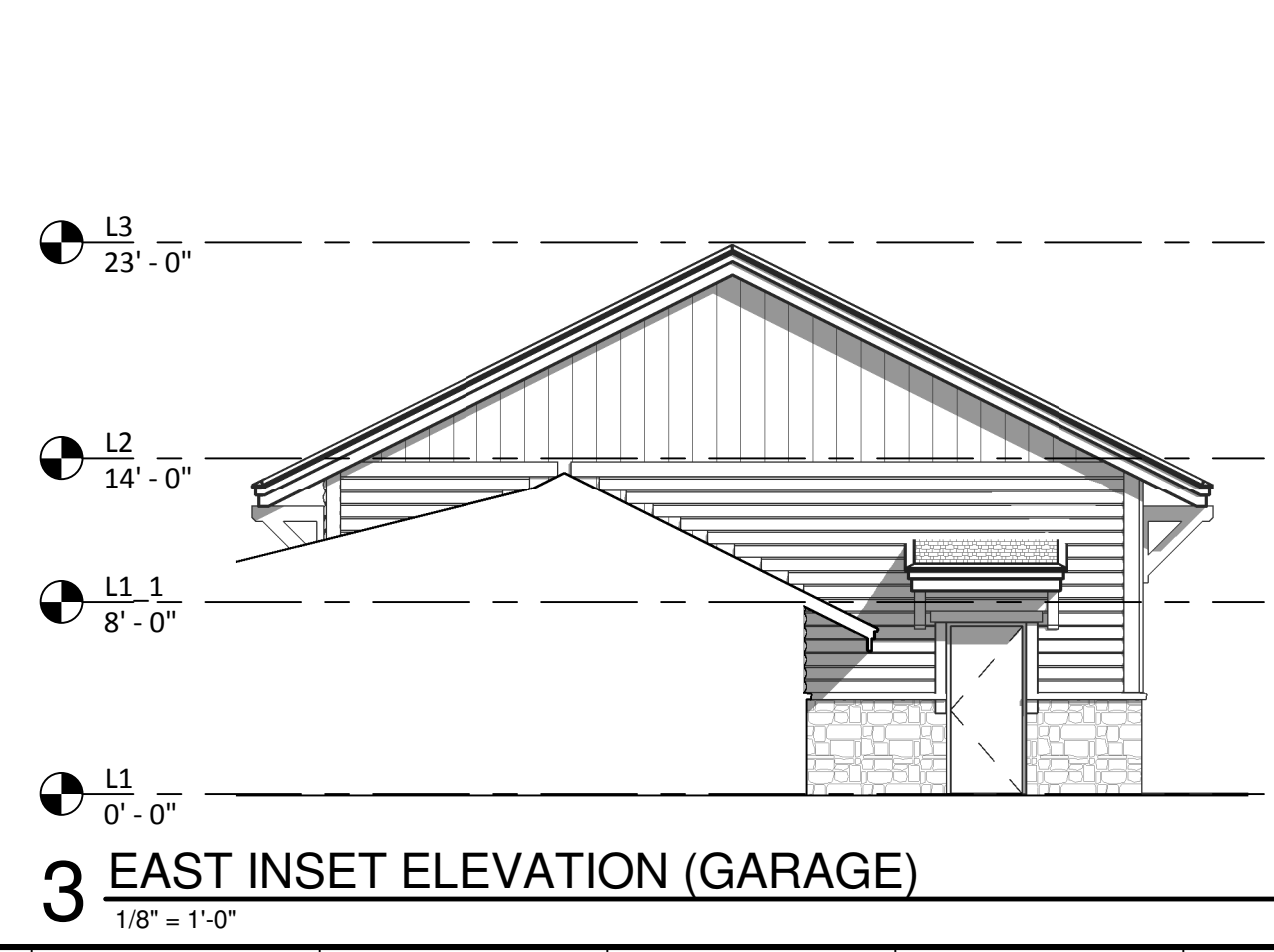 L3
23' - 0"
L2
14' - 0"
L1_1
8' - 0"
L1
0' - 0"
3 EAST INSET ELEVATION (GARAGE)
1/8" = 1'-0"